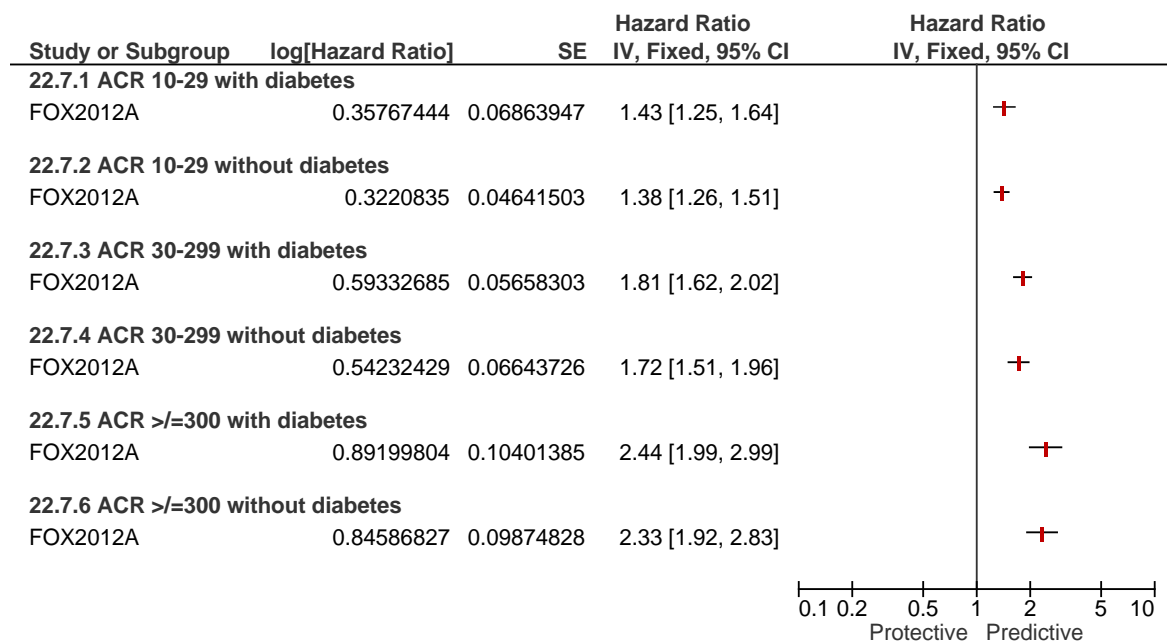 Hazard Ratio Hazard Ratio
Study or Subgroup log[Hazard Ratio] SE IV, Fixed, 95% CI IV, Fixed, 95% CI
22.7.1 ACR 10-29 with diabetes
FOX2012A 0.35767444 0.06863947 1.43 [1.25, 1.64]
22.7.2 ACR 10-29 without diabetes
FOX2012A 0.3220835 0.04641503 1.38 [1.26, 1.51]
22.7.3 ACR 30-299 with diabetes
FOX2012A 0.59332685 0.05658303 1.81 [1.62, 2.02]
22.7.4 ACR 30-299 without diabetes
FOX2012A 0.54232429 0.06643726 1.72 [1.51, 1.96]
22.7.5 ACR >/=300 with diabetes
FOX2012A 0.89199804 0.10401385 2.44 [1.99, 2.99]
22.7.6 ACR >/=300 without diabetes
FOX2012A 0.84586827 0.09874828 2.33 [1.92, 2.83]
0.1 0.2 0.5 1 2 5 10
Protective Predictive